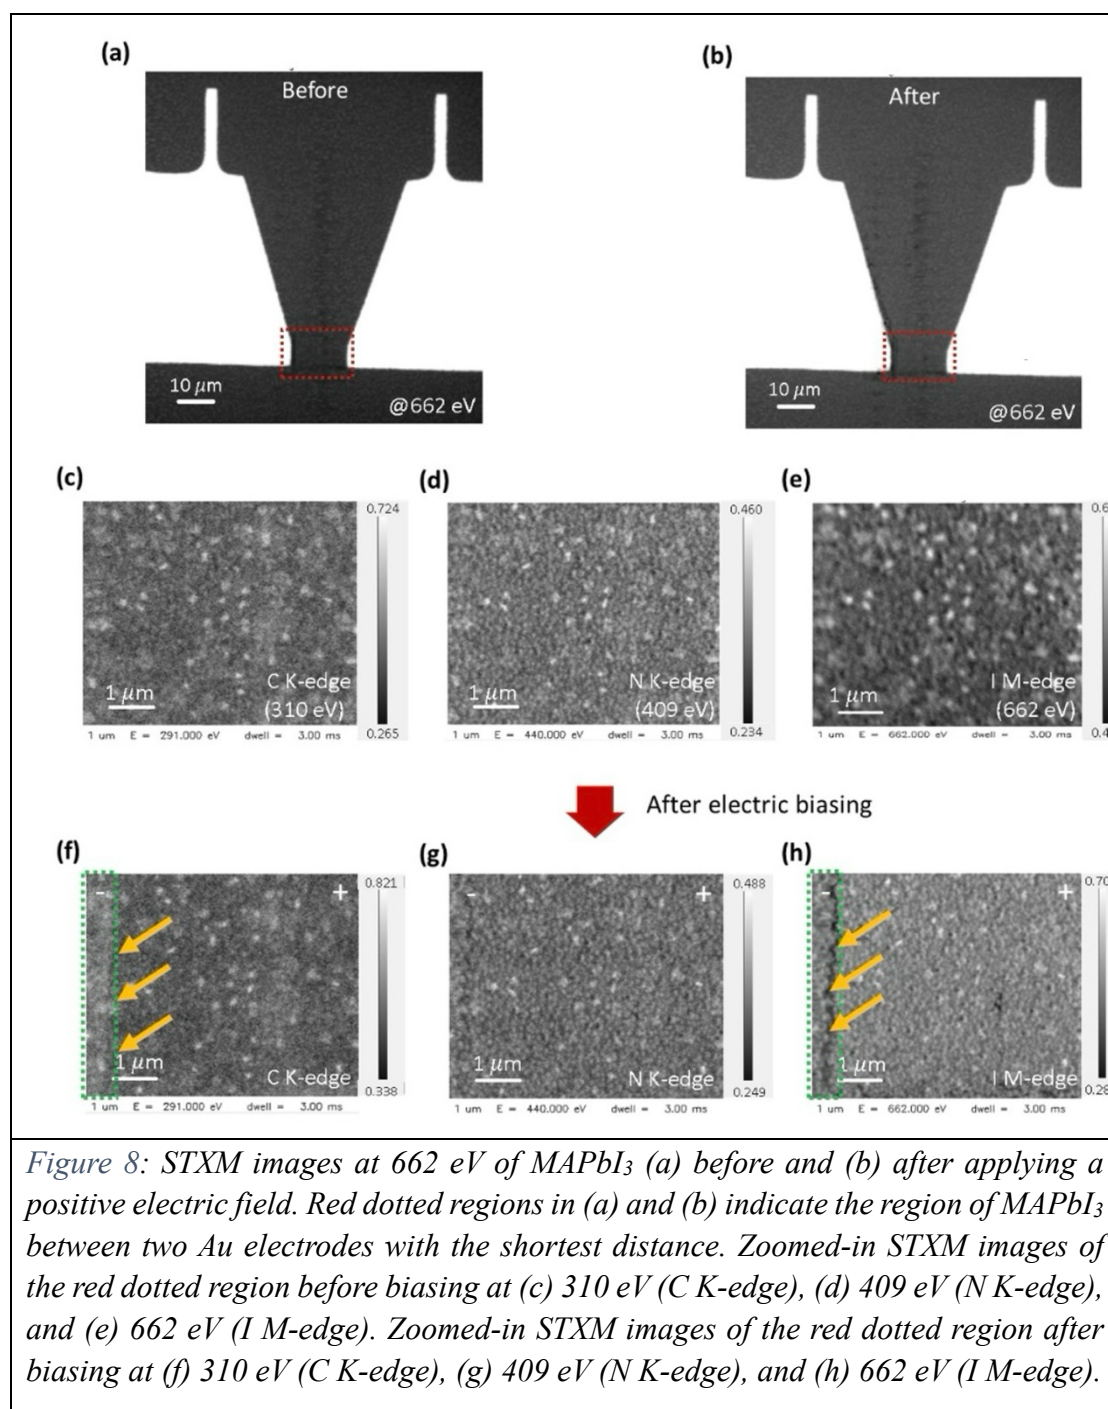 (a)
(b)
Before
After
10 µm
@662 eV
10 µm
@662 eV
(c)
(d)
(e)
0.724
0.460
0.6
C K-edge
(310 eV)
1 µm
N K-edge
(409 eV)
1 µm
I M-edge
(662 eV)
1 µm
0.265
0.234
0.4
1 um   E =   291.000 eV   dwell =   3.00 ms
1 um   E =   440.000 eV   dwell =   3.00 ms
1 um   E =   662.000 eV   dwell =   3.00 ms
After electric biasing
(f)
(g)
(h)
- +
0.821
- +
0.488
- +
0.70
1 µm
C K-edge
1 µm
N K-edge
1 µm
I M-edge
0.338
0.249
0.28
1 um   E =   291.000 eV   dwell =   3.00 ms
1 um   E =   440.000 eV   dwell =   3.00 ms
1 um   E =   662.000 eV   dwell =   3.00 ms
Figure 8: STXM images at 662 eV of MAPbI₃ (a) before and (b) after applying a
positive electric field. Red dotted regions in (a) and (b) indicate the region of MAPbI₃
between two Au electrodes with the shortest distance. Zoomed-in STXM images of
the red dotted region before biasing at (c) 310 eV (C K-edge), (d) 409 eV (N K-edge),
and (e) 662 eV (I M-edge). Zoomed-in STXM images of the red dotted region after
biasing at (f) 310 eV (C K-edge), (g) 409 eV (N K-edge), and (h) 662 eV (I M-edge).